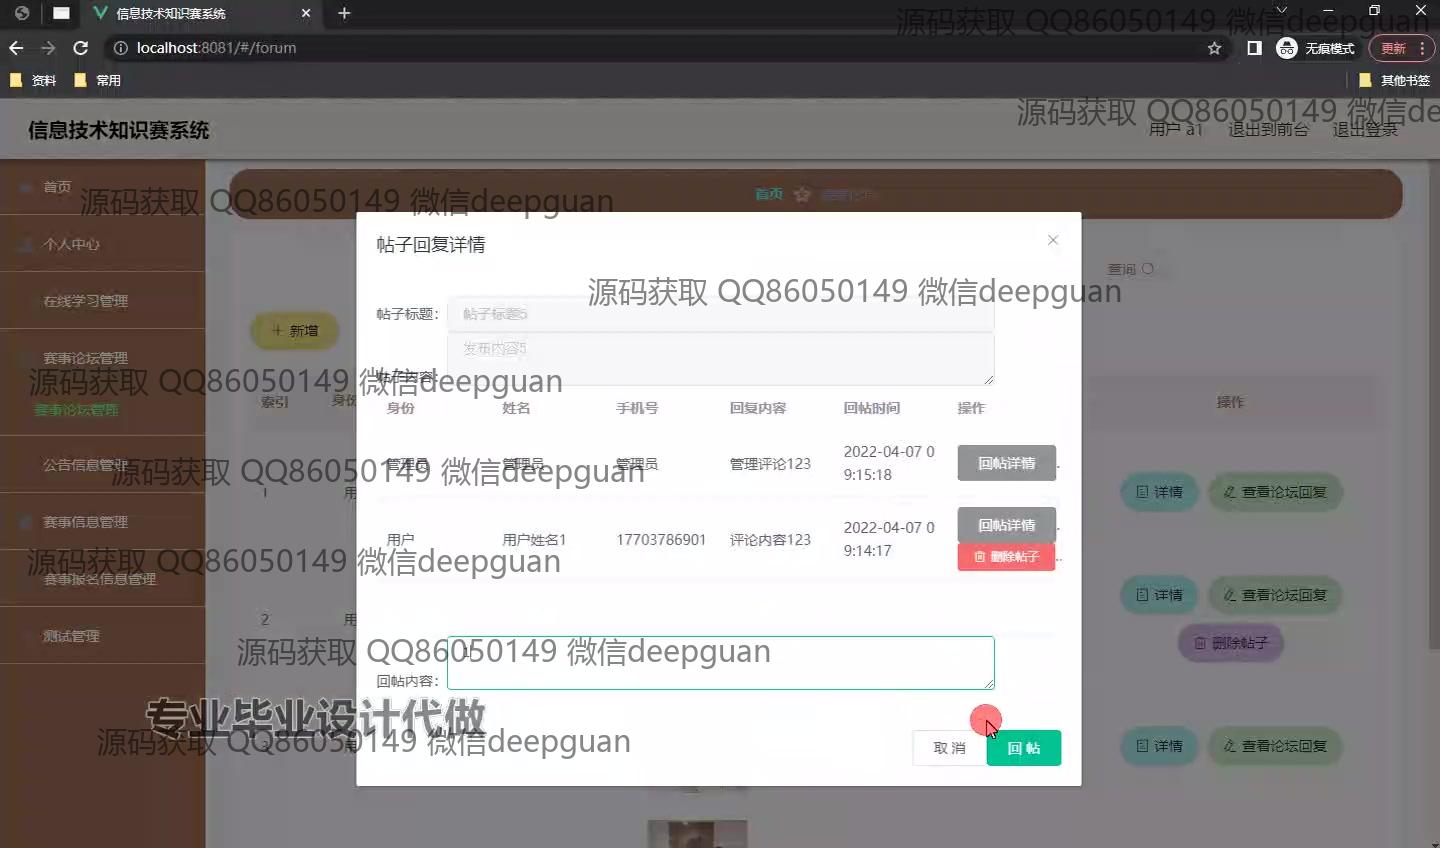 信息技术知识赛系统
源码获取 QQ86050149 微信deepguan
localhost:8081/#/forum
无痕模式
更新
资料
常用
其他书签
源码获取 QQ86050149 微信de
信息技术知识赛系统
用户 a1
退出到前台
退出登录
首页
源码获取 QQ86050149 微信deepguan
首页
个人中心
帖子回复详情
查询
源码获取 QQ86050149 微信deepguan
在线学习管理
帖子标题:
帖子标题5
+ 新增
赛事论坛管理
发布内容5
源码获取 QQ86050149 微信deepguan
帖子内容:
赛事论坛管理
索引
身份
身份
姓名
手机号
回复内容
回帖时间
操作
操作
公告信息管理
源码获取 QQ86050149 微信deepguan
管理员
管理员
管理员
管理评论123
2022-04-07 0
9:15:18
回帖详情
1
用
详情
查看论坛回复
赛事信息管理
用户
用户姓名1
17703786901
评论内容123
2022-04-07 0
9:14:17
回帖详情
删除帖子
源码获取 QQ86050149 微信deepguan
赛事报名信息管理
详情
查看论坛回复
2
用
删除帖子
测试管理
源码获取 QQ86050149 微信deepguan
回帖内容:
专业毕业设计代做
源码获取 QQ86050149 微信deepguan
3
用
取 消
回 帖
详情
查看论坛回复